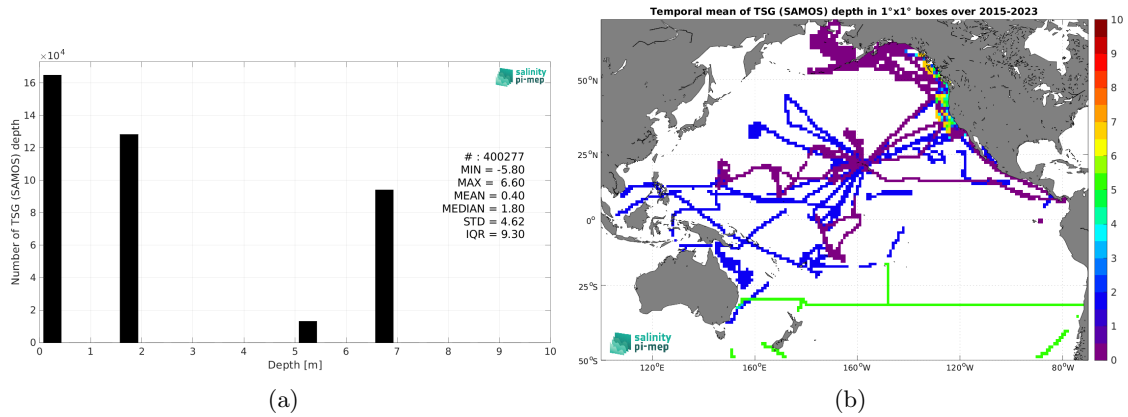 ×10⁴
16
14
12
10
8
6
4
2
0
Number of TSG (SAMOS) depth
0 1 2 3 4 5 6 7 8 9 10
Depth [m]
salinity
pi-mep
# : 400277
MIN = -5.80
MAX = 6.60
MEAN = 0.40
MEDIAN = 1.80
STD = 4.62
IQR = 9.30
(a)
Temporal mean of TSG (SAMOS) depth in 1°x1° boxes over 2015-2023
50°N
25°N
0°
25°S
50°S
120°E 160°E 160°W 120°W 80°W
salinity
pi-mep
10
9
8
7
6
5
4
3
2
1
0
(b)